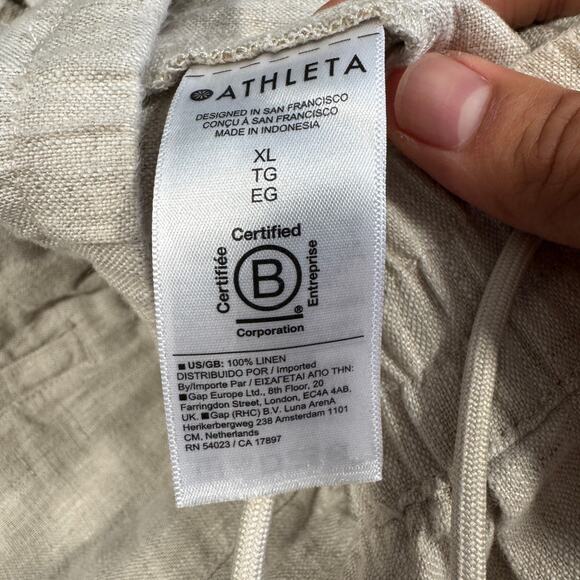 ATHLETA
DESIGNED IN SAN FRANCISCO
CONÇU À SAN FRANCISCO
MADE IN INDONESIA
XL
TG
EG
Certified
Certifiée
B
Entreprise
®
Corporation
■ US/GB: 100% LINEN
DISTRIBUIDO POR / imported
By/Importe Par / ΕΙΣΑΓΕΤΑΙ ΑΠΟ ΤΗΝ:
■Gap Europe Ltd., 8th Floor, 20
Farringdon Street, London, EC4A 4AB,
UK. ■Gap (RHC) B.V. Luna ArenA
Herikerbergweg 238 Amsterdam 1101
CM, Netherlands
RN 54023 / CA 17897